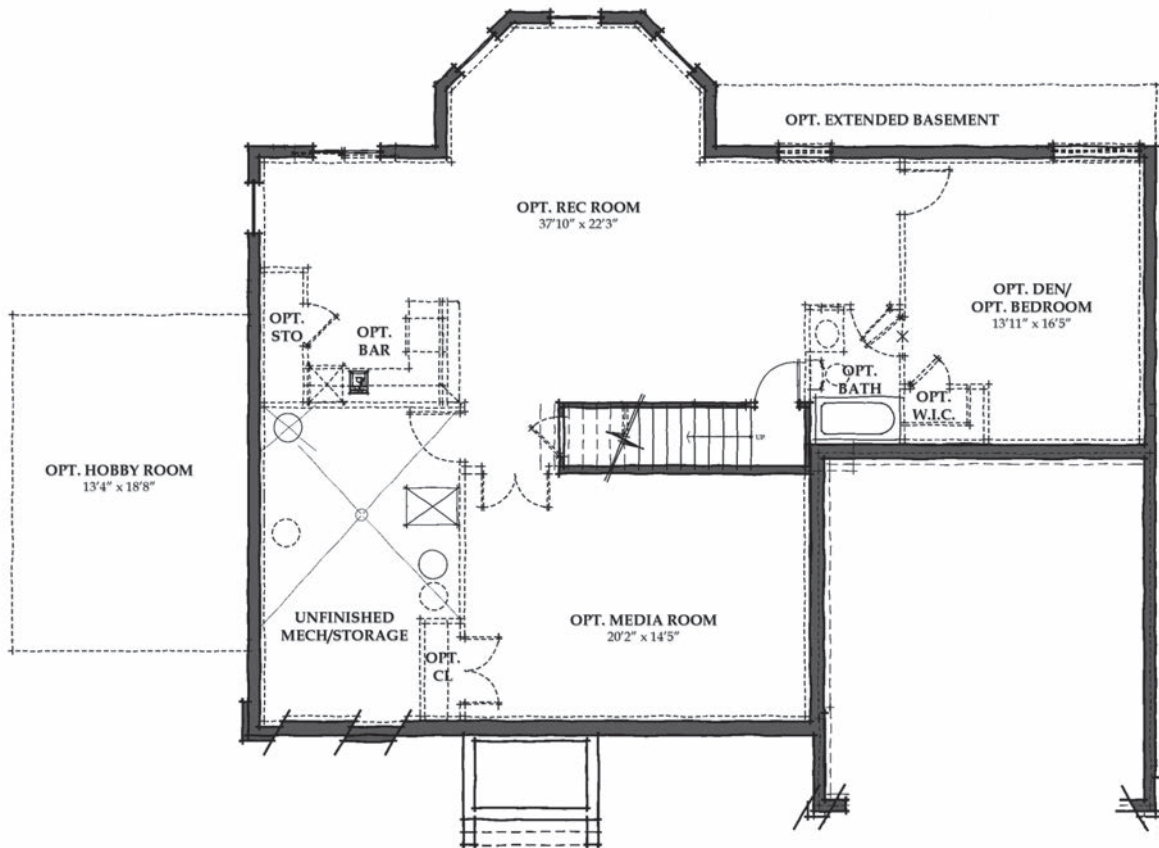 OPT. EXTENDED BASEMENT
OPT. REC ROOM
37'10" x 22'3"
OPT. DEN/
OPT. BEDROOM
13'11" x 16'5"
OPT.
STO
OPT.
BAR
OPT.
BATH
OPT.
W.I.C.
UP
OPT. HOBBY ROOM
13'4" x 18'8"
UNFINISHED
MECH/STORAGE
OPT. MEDIA ROOM
20'2" x 14'5"
OPT.
CL